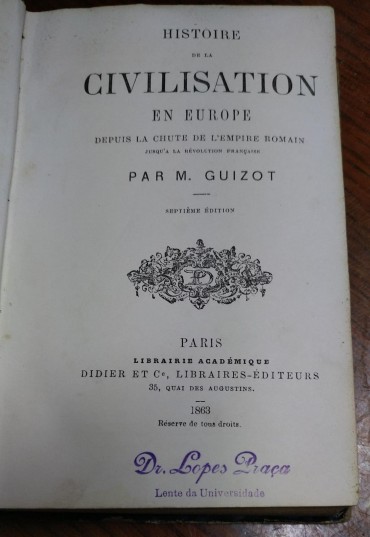 HISTOIRE
DE LA
CIVILISATION
EN EUROPE
DEPUIS LA CHUTE DE L'EMPIRE ROMAIN
JUSQU'A LA RÉVOLUTION FRANÇAISE
PAR M. GUIZOT
SEPTIÈME ÉDITION
PARIS
LIBRAIRIE ACADÉMIQUE
DIDIER ET Cᵉ, LIBRAIRES-ÉDITEURS
35, QUAI DES AUGUSTINS.
1863
Réserve de tous droits.
Dr. Lopes Praça
Lente da Universidade